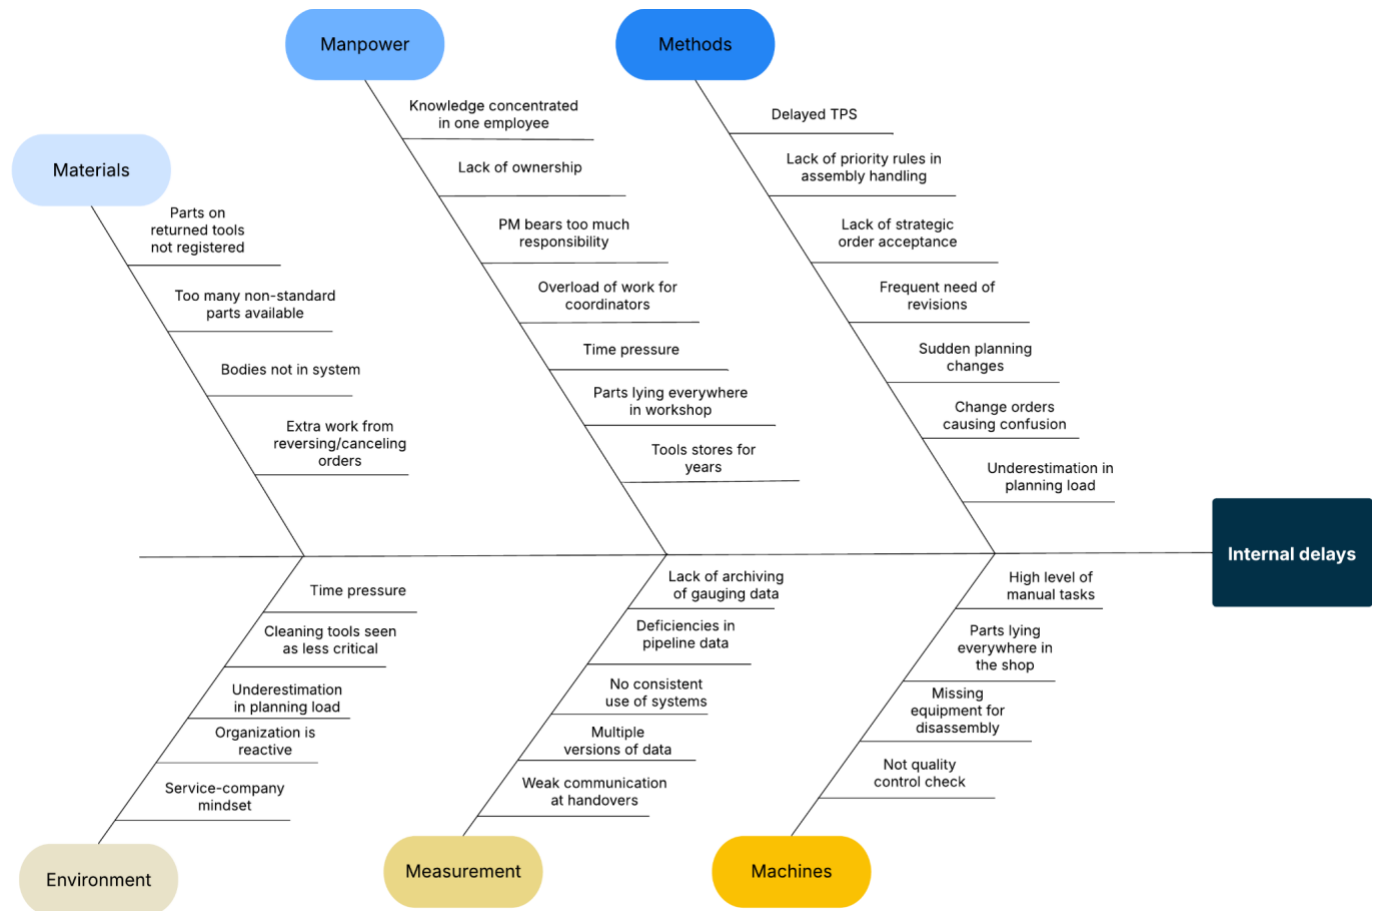 Manpower
Knowledge concentrated
in one employee
Lack of ownership
PM bears too much
responsibility
Overload of work for
coordinators
Time pressure
Parts lying everywhere
in workshop
Tools stores for
years
Methods
Delayed TPS
Lack of priority rules in
assembly handling
Lack of strategic
order acceptance
Frequent need of
revisions
Sudden planning
changes
Change orders
causing confusion
Underestimation in
planning load
Materials
Parts on
returned tools
not registered
Too many non-standard
parts available
Bodies not in system
Extra work from
reversing/canceling
orders
Internal delays
Time pressure
Cleaning tools seen
as less critical
Underestimation
in planning load
Organization is
reactive
Service-company
mindset
Environment
Lack of archiving
of gauging data
Deficiencies in
pipeline data
No consistent
use of systems
Multiple
versions of data
Weak communication
at handovers
Measurement
High level of
manual tasks
Parts lying
everywhere in
the shop
Missing
equipment for
disassembly
Not quality
control check
Machines